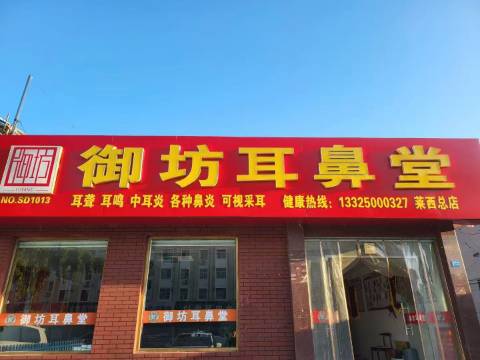 御坊
YUFANG
NO.SD1013
御坊耳鼻堂
耳聋 耳鸣 中耳炎 各种鼻炎 可视采耳 健康热线：13325000327 莱西总店
御坊耳鼻堂
御坊耳鼻堂